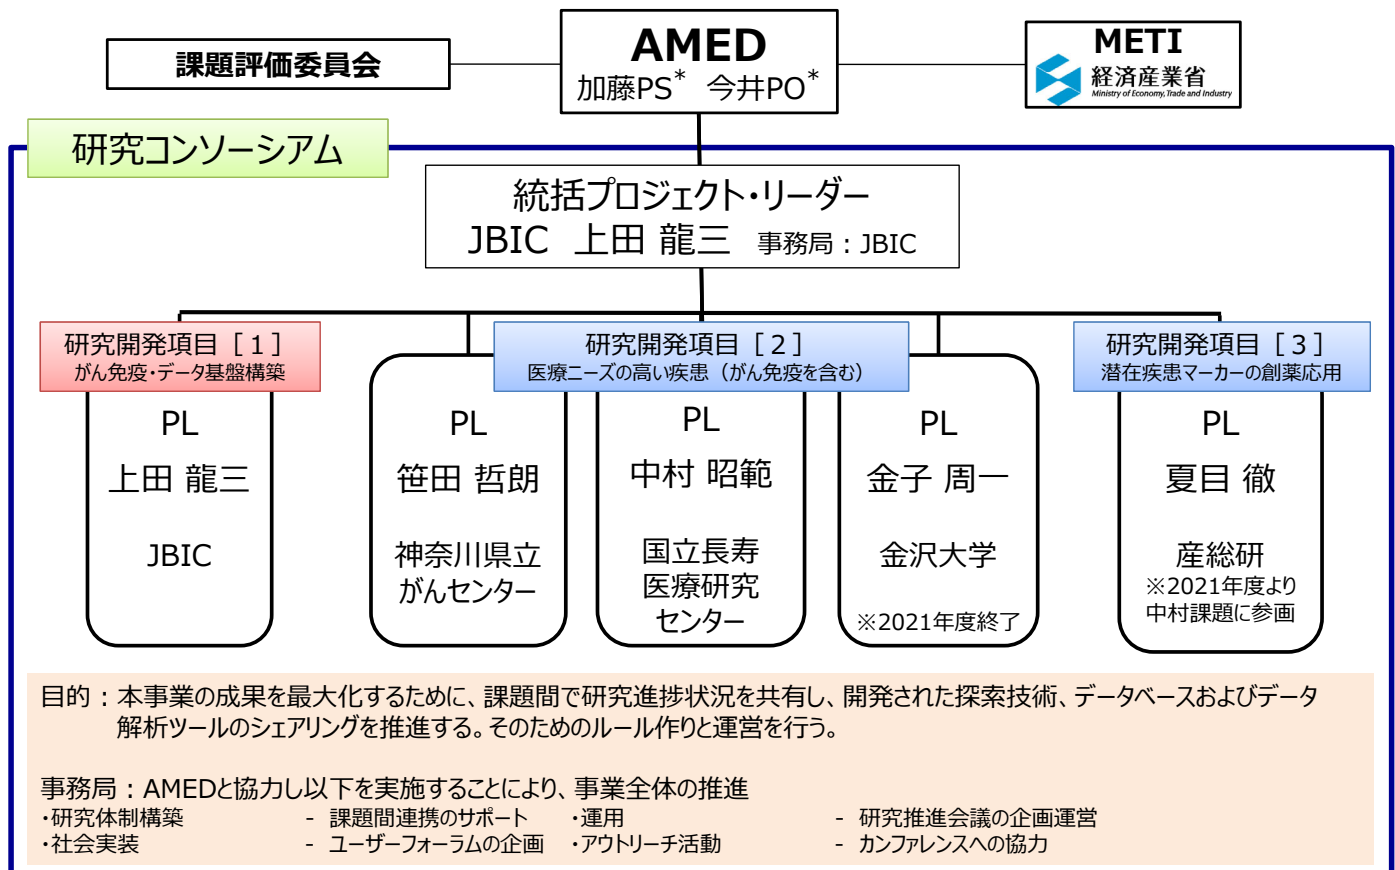 課題評価委員会
AMED
加藤PS* 今井PO*
METI
経済産業省
Ministry of Economy, Trade and Industry
研究コンソーシアム
統括プロジェクト・リーダー
JBIC 上田 龍三 事務局：JBIC
研究開発項目［１］
がん免疫・データ基盤構築
PL
上田 龍三
JBIC
研究開発項目［２］
医療ニーズの高い疾患（がん免疫を含む）
PL
笹田 哲朗
神奈川県立
がんセンター
PL
中村 昭範
国立長寿
医療研究
センター
PL
金子 周一
金沢大学
※2021年度終了
研究開発項目［３］
潜在疾患マーカーの創薬応用
PL
夏目 徹
産総研
※2021年度より
中村課題に参画
目的：本事業の成果を最大化するために、課題間で研究進捗状況を共有し、開発された探索技術、データベースおよびデータ
解析ツールのシェアリングを推進する。そのためのルール作りと運営を行う。
事務局：AMEDと協力し以下を実施することにより、事業全体の推進
・研究体制構築 - 課題間連携のサポート ・運用 - 研究推進会議の企画運営
・社会実装 - ユーザーフォーラムの企画 ・アウトリーチ活動 - カンファレンスへの協力